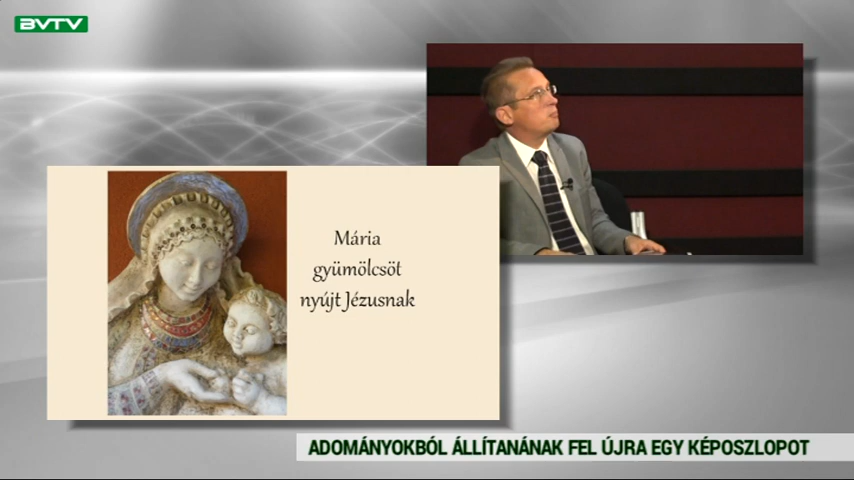 BVTV
Mária
gyümölcsöt
nyújt Jézusnak
ADOMÁNYOKBÓL ÁLLÍTANÁNAK FEL ÚJRA EGY KÉPOSZLOPOT